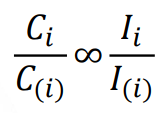 C_i / C_(i) ∞ I_i / I_(i)